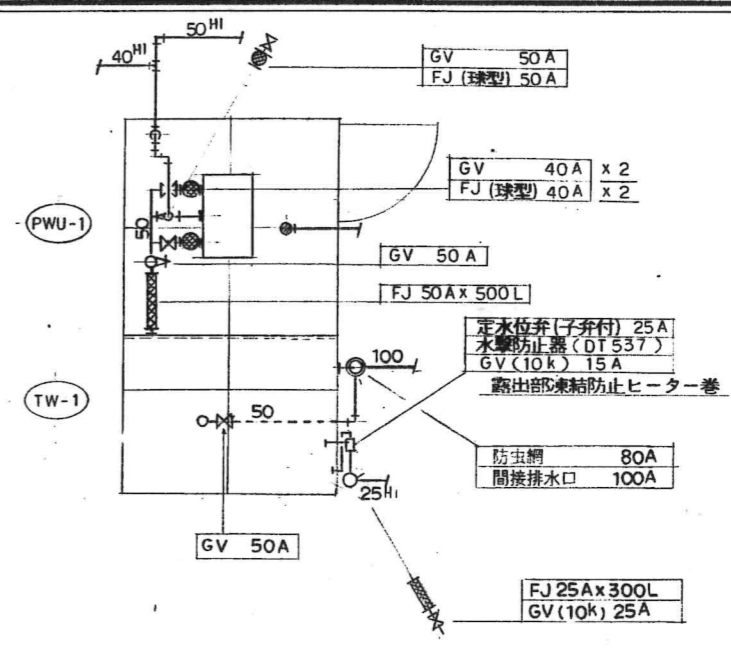 50HI
40HI
GV 50A
FJ (球型) 50A
GV 40A x 2
FJ (球型) 40A x 2
PWU-1
50
GV 50A
FJ 50A x 500L
定水位弁(子弁付) 25A
水撃防止器(DT537)
GV(10k) 15A
露出部凍結防止ヒーター巻
100
TW-1
50
防虫網 80A
間接排水口 100A
25HI
GV 50A
FJ 25A x 300L
GV(10k) 25A